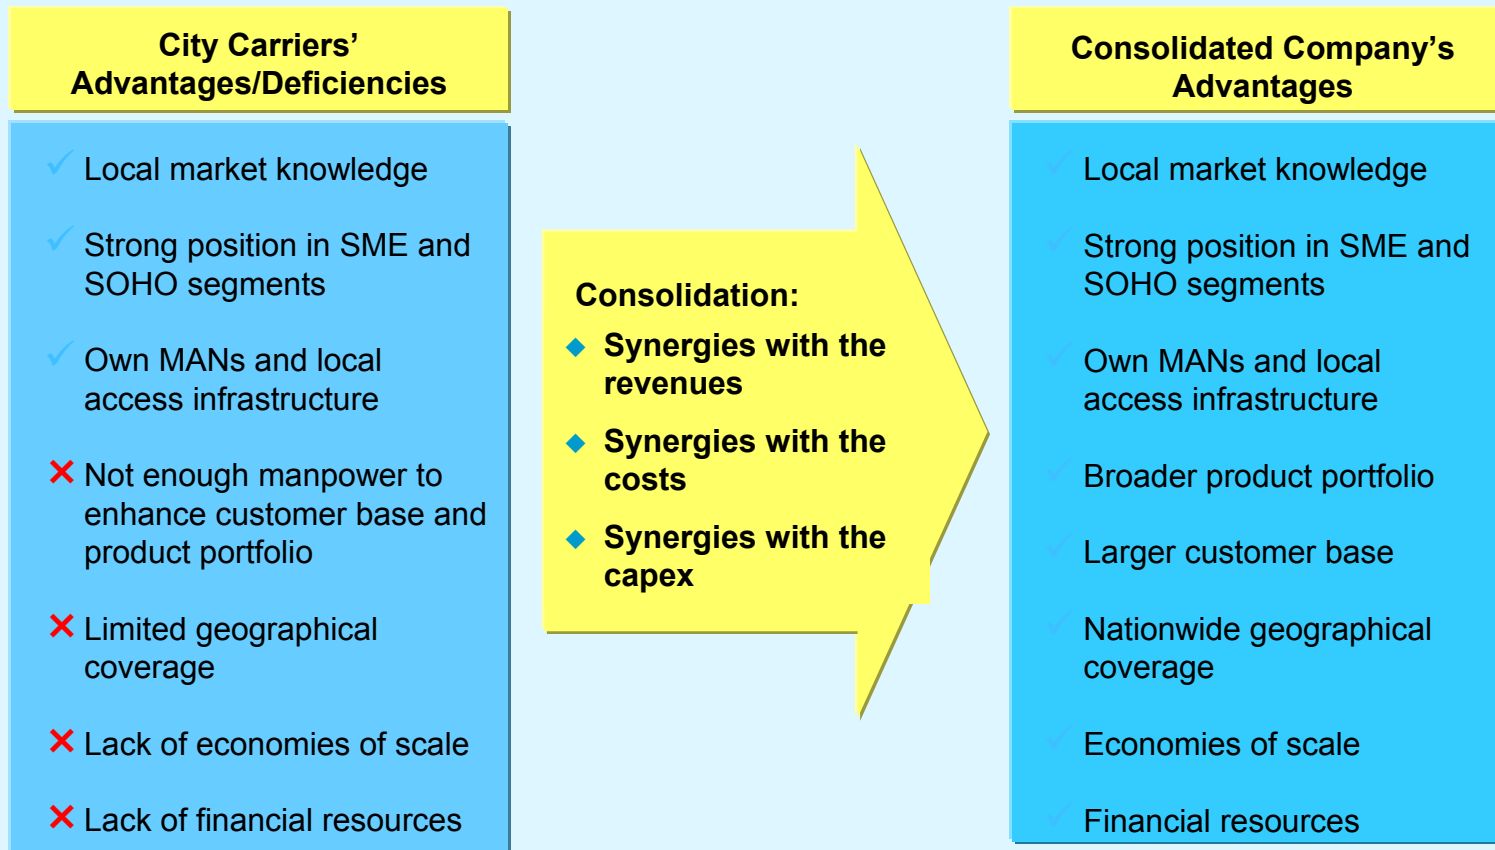 City Carriers’
Advantages/Deficiencies
✓ Local market knowledge
✓ Strong position in SME and
SOHO segments
✓ Own MANs and local
access infrastructure
✕ Not enough manpower to
enhance customer base and
product portfolio
✕ Limited geographical
coverage
✕ Lack of economies of scale
✕ Lack of financial resources
Consolidation:
◆ Synergies with the
revenues
◆ Synergies with the
costs
◆ Synergies with the
capex
Consolidated Company’s
Advantages
✓ Local market knowledge
✓ Strong position in SME and
SOHO segments
✓ Own MANs and local
access infrastructure
✓ Broader product portfolio
✓ Larger customer base
✓ Nationwide geographical
coverage
✓ Economies of scale
✓ Financial resources